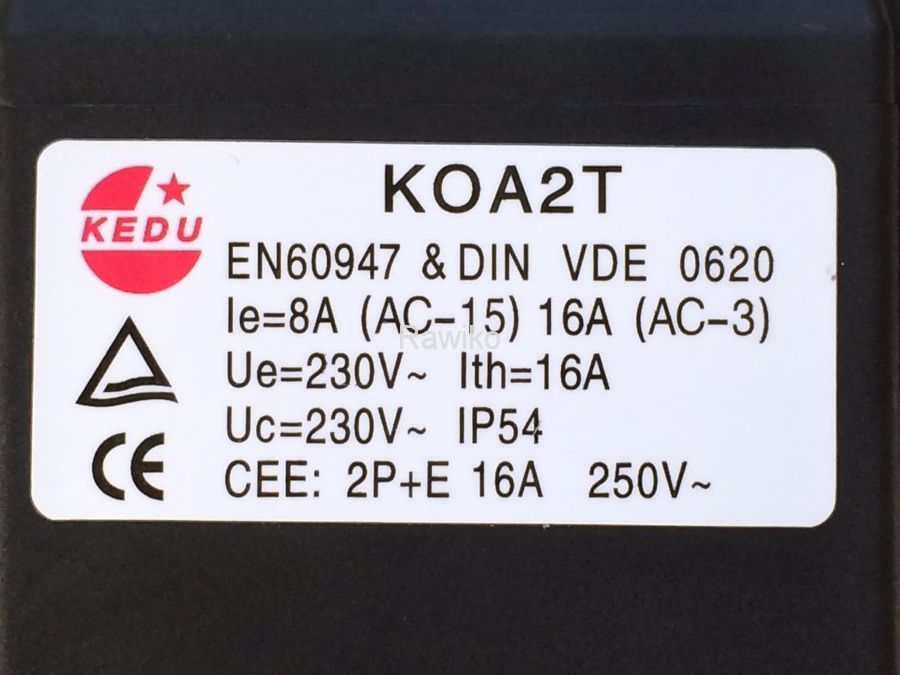 KEDU
KOA2T
EN60947 & DIN VDE 0620
Ie=8A (AC-15) 16A (AC-3)
Rawiko
Ue=230V~ Ith=16A
Uc=230V~ IP54
CE
CEE: 2P+E 16A 250V~